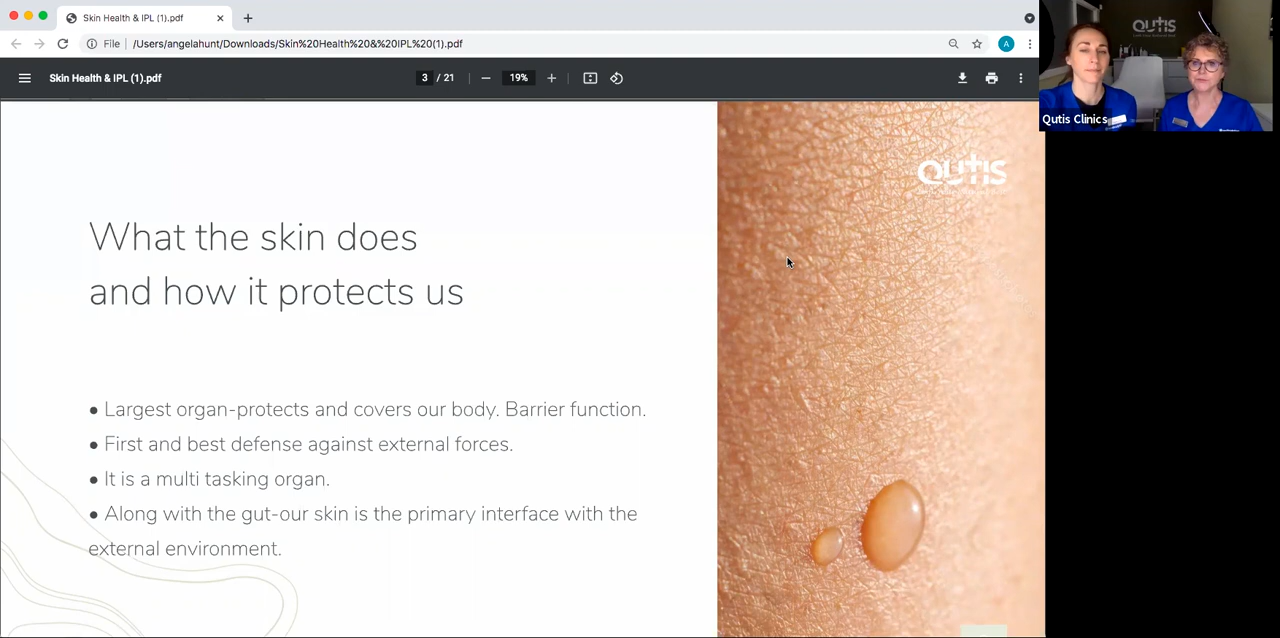 Skin Health & IPL (1).pdf
File
/Users/angelahunt/Downloads/Skin%20Health%20&%20IPL%20(1).pdf
A
Skin Health & IPL (1).pdf
3 / 21
19%
QUTIS
Qutis Clinics
QUTIS
What the skin does
and how it protects us
● Largest organ-protects and covers our body. Barrier function.
● First and best defense against external forces.
● It is a multi tasking organ.
● Along with the gut-our skin is the primary interface with the
external environment.